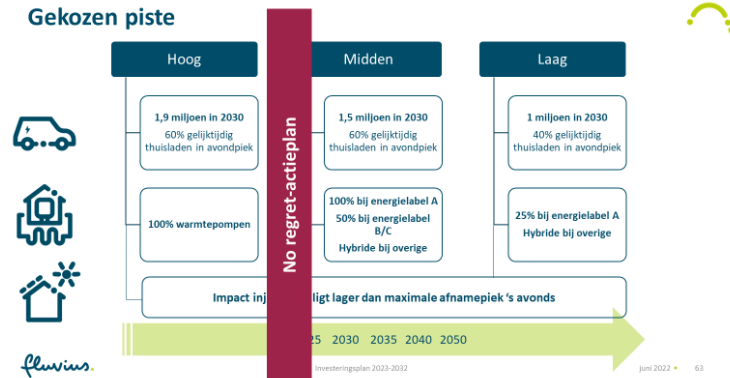 Gekozen piste
Hoog
Midden
Laag
1,9 miljoen in 2030
60% gelijktijdig
thuisladen in avondpiek
1,5 miljoen in 2030
60% gelijktijdig
thuisladen in avondpiek
1 miljoen in 2030
40% gelijktijdig
thuisladen in avondpiek
No regret-actieplan
100% warmtepompen
100% bij energielabel A
50% bij energielabel
B/C
Hybride bij overige
25% bij energielabel A
Hybride bij overige
Impact inj ligt lager dan maximale afnamepiek 's avonds
25 2030 2035 2040 2050
fluvius.
Investeringsplan 2023-2032
juni 2022 • 63